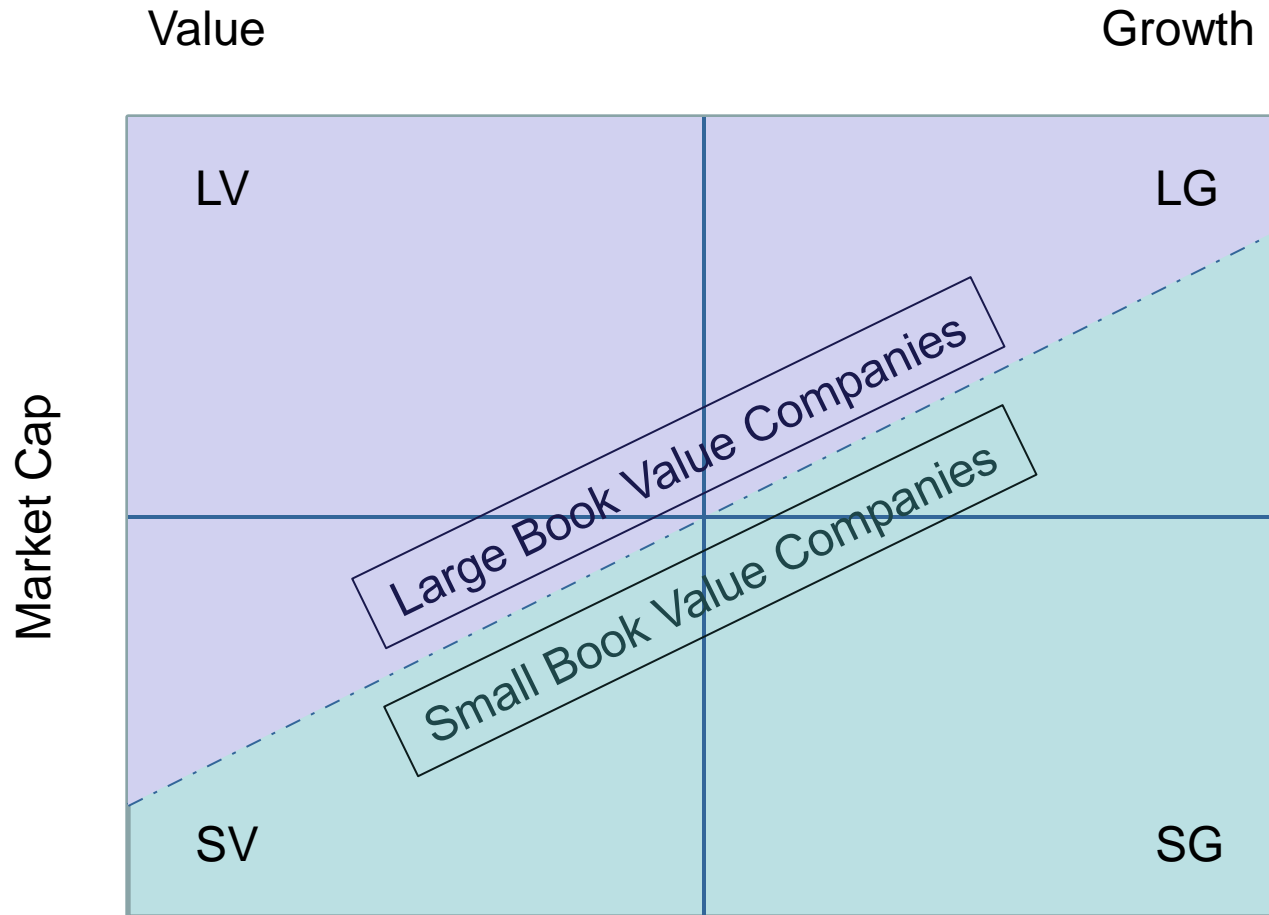 Value
Growth
LV
LG
Large Book Value Companies
Market Cap
Small Book Value Companies
SV
SG